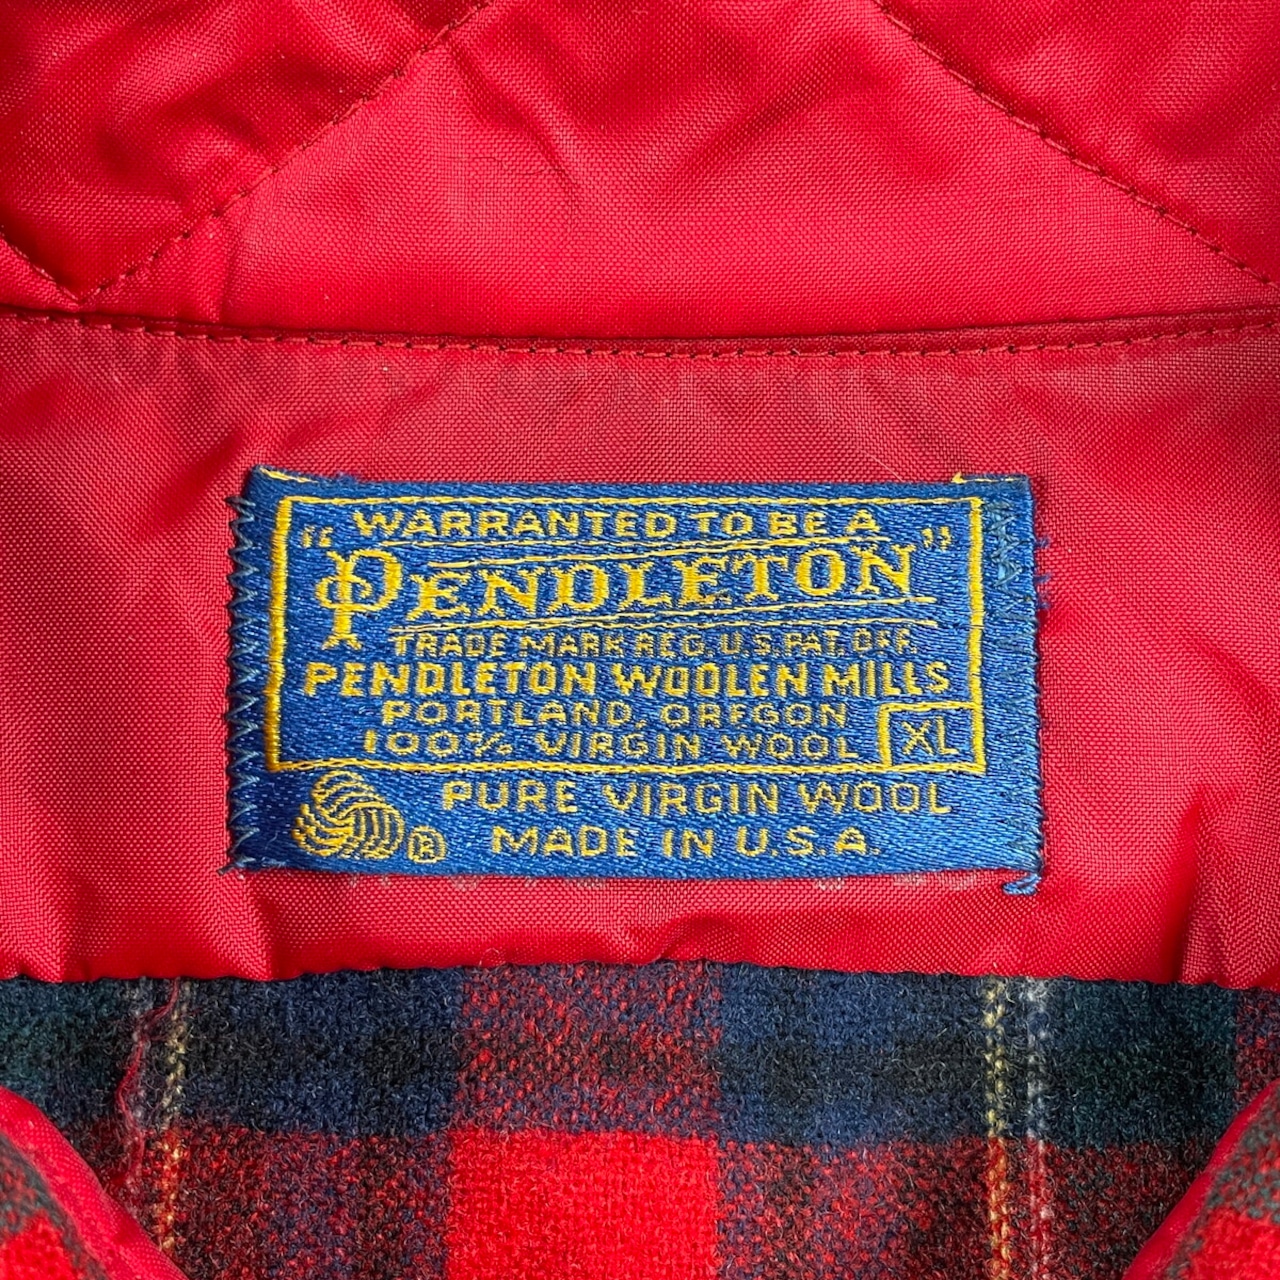 "WARRANTED TO BE A
PENDLETON"
TRADE MARK REG. U.S. PAT. OFF.
PENDLETON WOOLEN MILLS
PORTLAND, OREGON
100% VIRGIN WOOL XL
PURE VIRGIN WOOL
® MADE IN U.S.A.